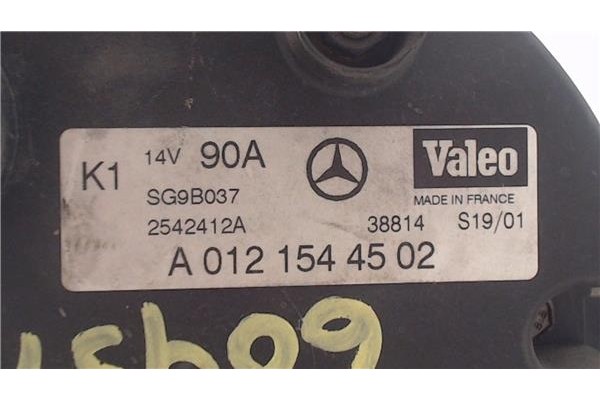 K1 14V 90A Valeo
SG9B037 MADE IN FRANCE
2542412A 38814 S19/01
A 012 154 45 02